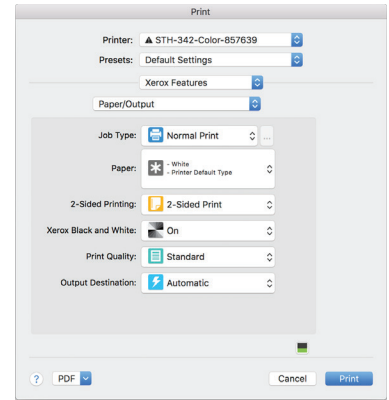 Print
Printer: STH-342-Color-857639
Presets: Default Settings
Xerox Features
Paper/Output
Job Type: Normal Print ...
Paper: - White
- Printer Default Type
2-Sided Printing: 2-Sided Print
Xerox Black and White: On
Print Quality: Standard
Output Destination: Automatic
? PDF Cancel Print